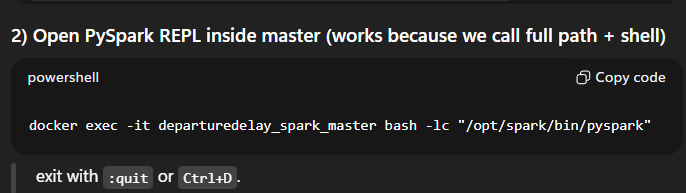 2) Open PySpark REPL inside master (works because we call full path + shell)
powershell
Copy code
docker exec -it departuredelay_spark_master bash -lc "/opt/spark/bin/pyspark"
exit with :quit or Ctrl+D.